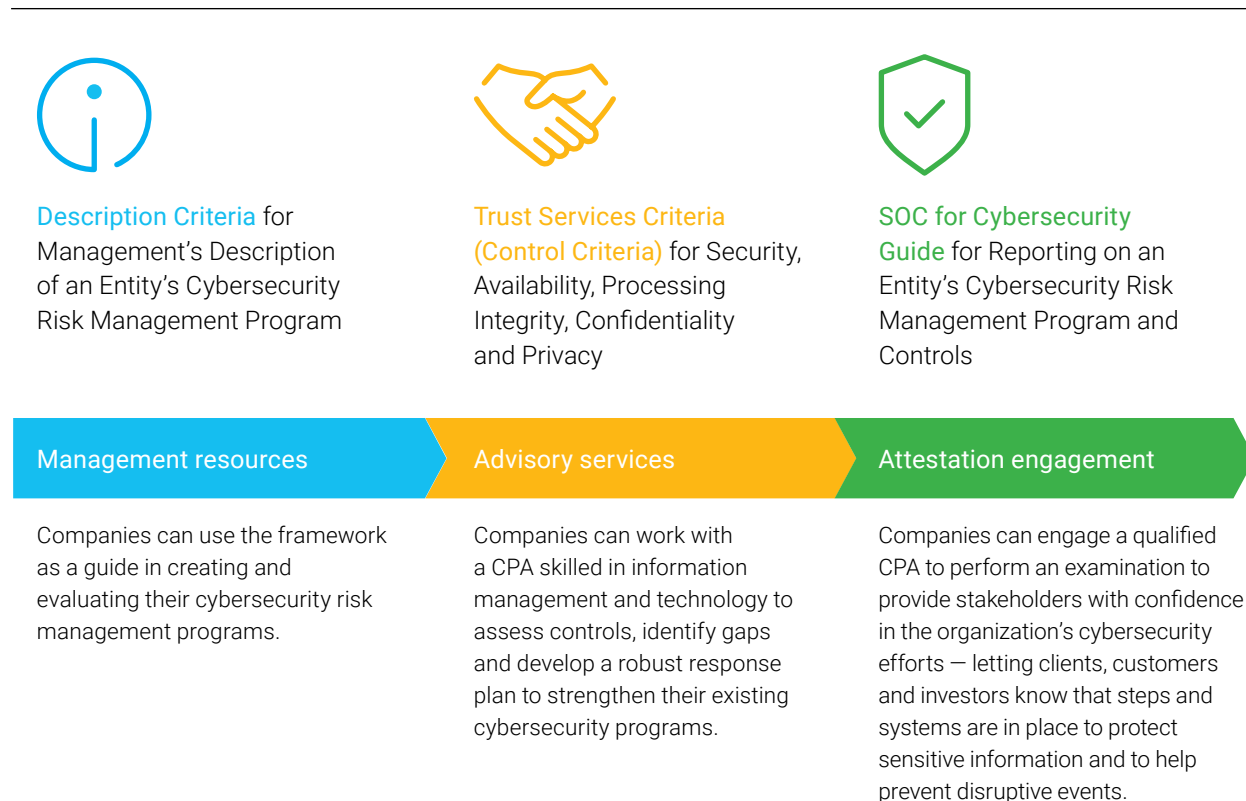 Description Criteria for
Management’s Description
of an Entity’s Cybersecurity
Risk Management Program
Trust Services Criteria
(Control Criteria) for Security,
Availability, Processing
Integrity, Confidentiality
and Privacy
SOC for Cybersecurity
Guide for Reporting on an
Entity’s Cybersecurity Risk
Management Program and
Controls
Management resources
Advisory services
Attestation engagement
Companies can use the framework
as a guide in creating and
evaluating their cybersecurity risk
management programs.
Companies can work with
a CPA skilled in information
management and technology to
assess controls, identify gaps
and develop a robust response
plan to strengthen their existing
cybersecurity programs.
Companies can engage a qualified
CPA to perform an examination to
provide stakeholders with confidence
in the organization’s cybersecurity
efforts — letting clients, customers
and investors know that steps and
systems are in place to protect
sensitive information and to help
prevent disruptive events.